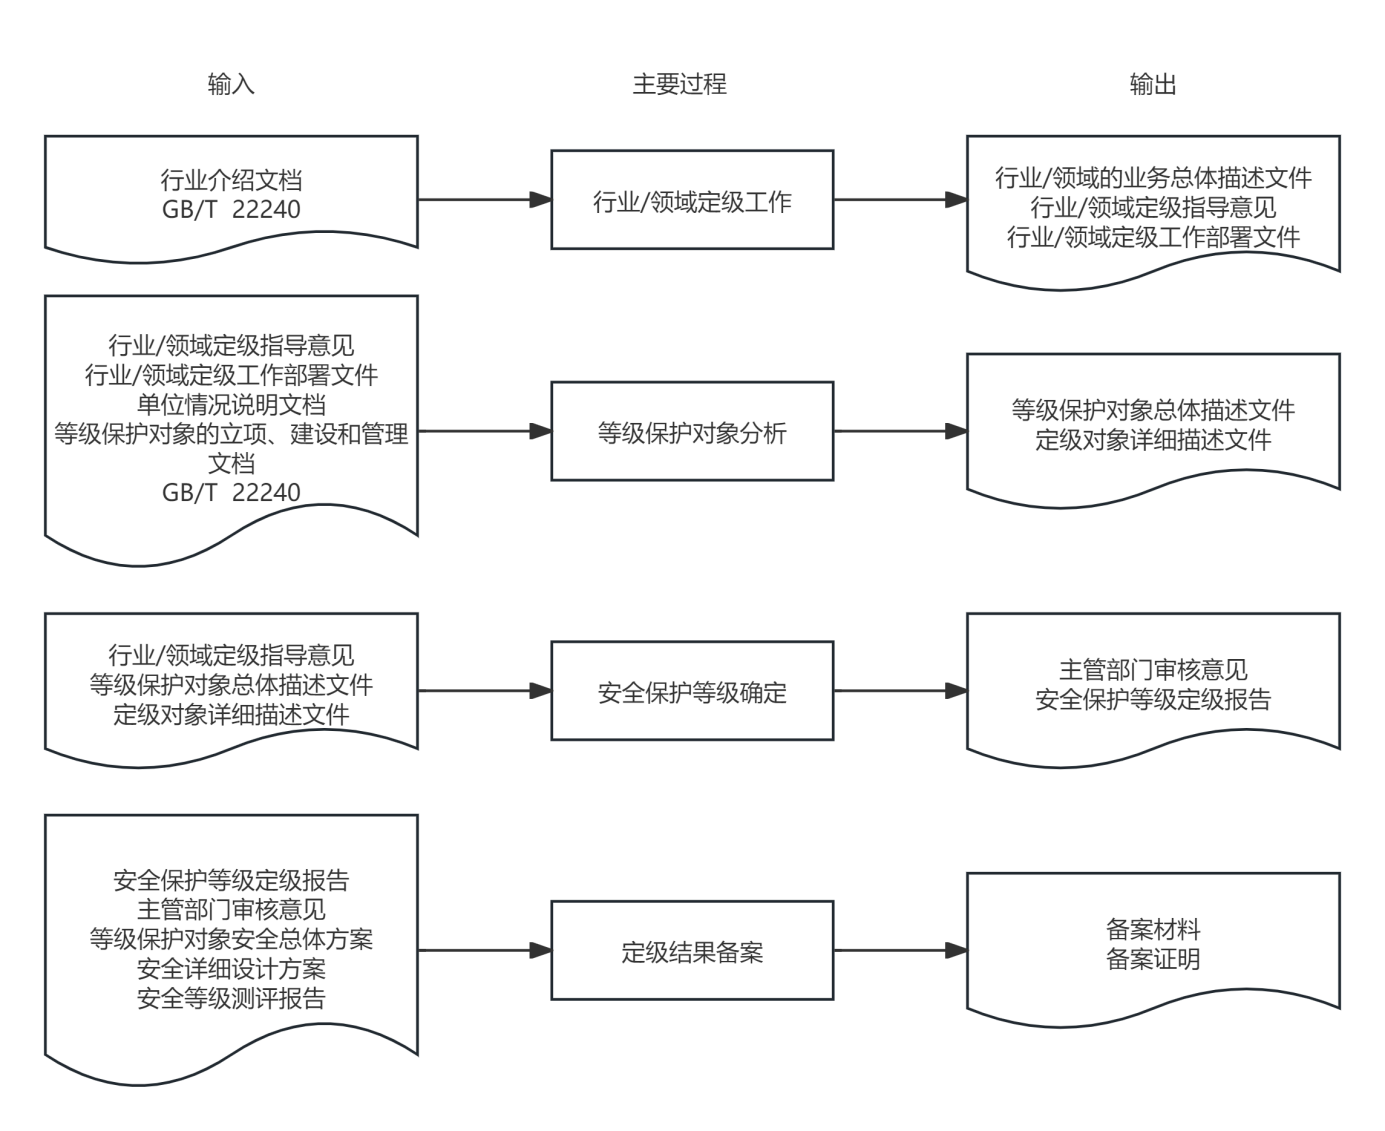 输入
主要过程
输出
行业介绍文档
GB/T 22240
行业/领域定级工作
行业/领域的业务总体描述文件
行业/领域定级指导意见
行业/领域定级工作部署文件
行业/领域定级指导意见
行业/领域定级工作部署文件
单位情况说明文档
等级保护对象的立项、建设和管理
文档
GB/T 22240
等级保护对象分析
等级保护对象总体描述文件
定级对象详细描述文件
行业/领域定级指导意见
等级保护对象总体描述文件
定级对象详细描述文件
安全保护等级确定
主管部门审核意见
安全保护等级定级报告
安全保护等级定级报告
主管部门审核意见
等级保护对象安全总体方案
安全详细设计方案
安全等级测评报告
定级结果备案
备案材料
备案证明